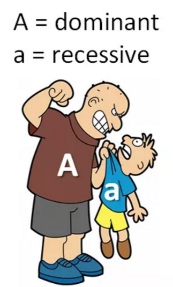 A = dominant
a = recessive
A
a